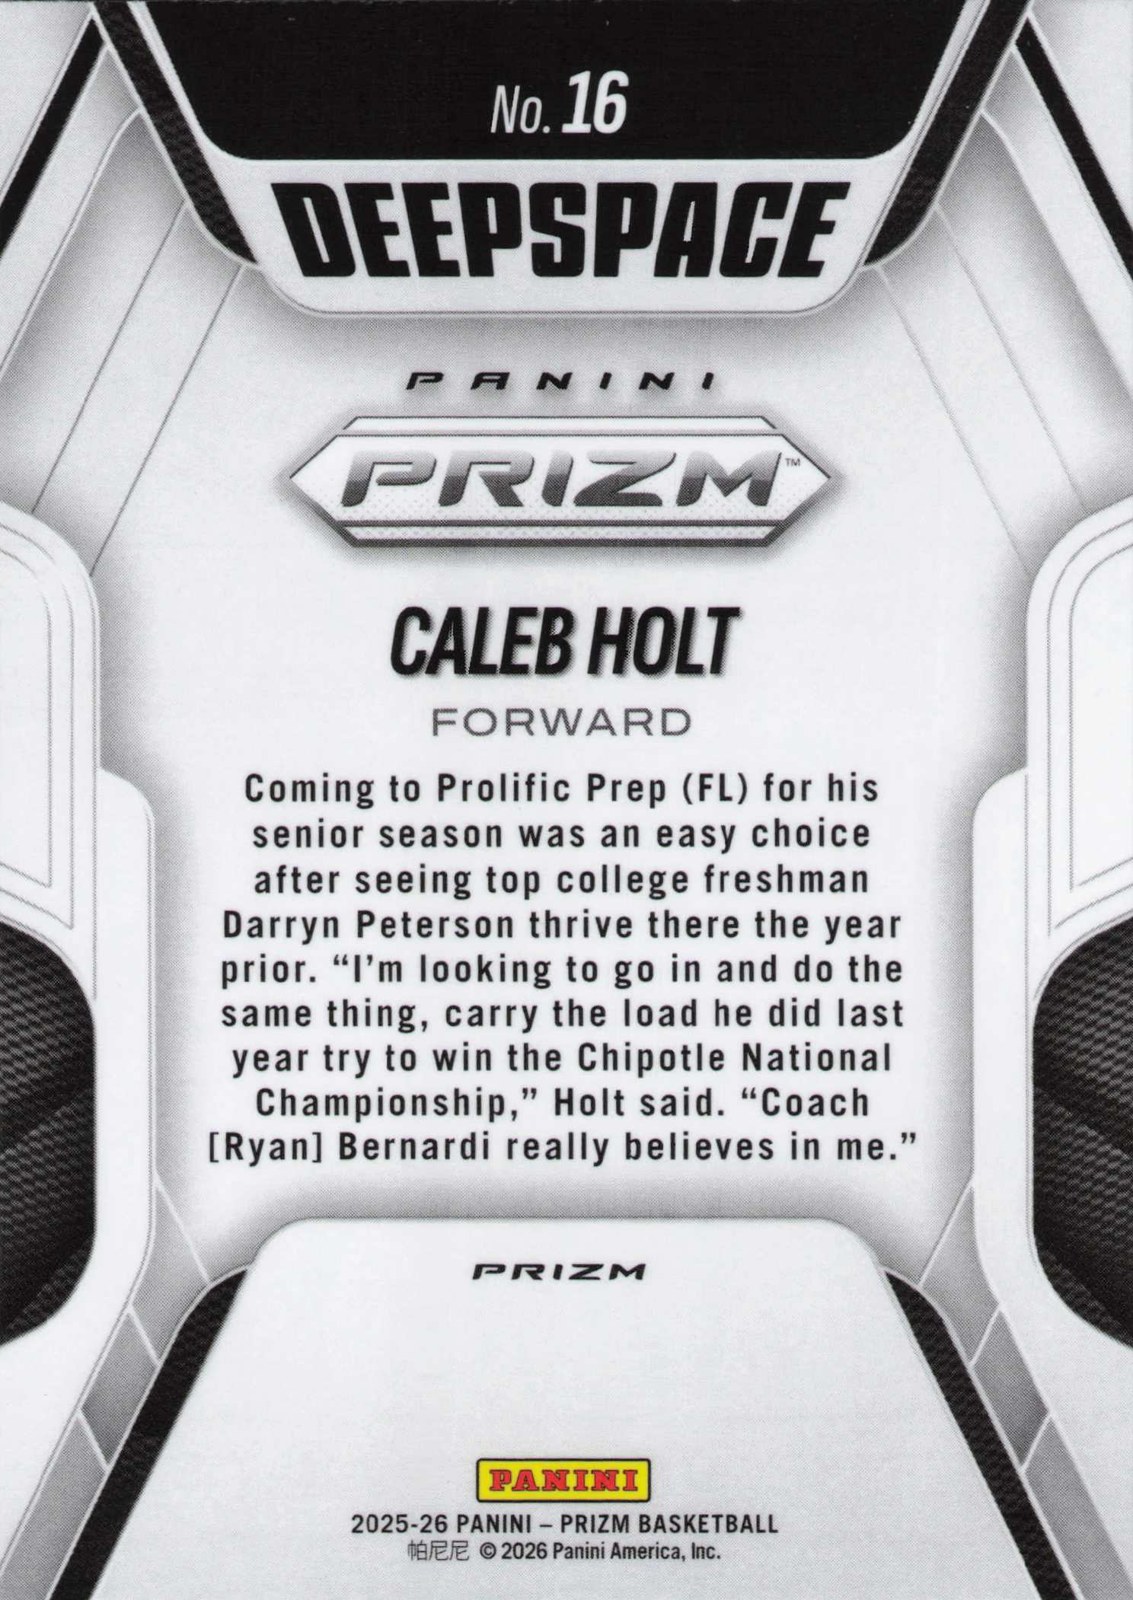 No. 16
DEEPSPACE
PANINI
PRIZM™
CALEB HOLT
FORWARD
Coming to Prolific Prep (FL) for his
senior season was an easy choice
after seeing top college freshman
Darryn Peterson thrive there the year
prior. “I’m looking to go in and do the
same thing, carry the load he did last
year try to win the Chipotle National
Championship,” Holt said. “Coach
[Ryan] Bernardi really believes in me.”
PRIZM
PANINI
2025-26 PANINI – PRIZM BASKETBALL
帕尼尼 © 2026 Panini America, Inc.